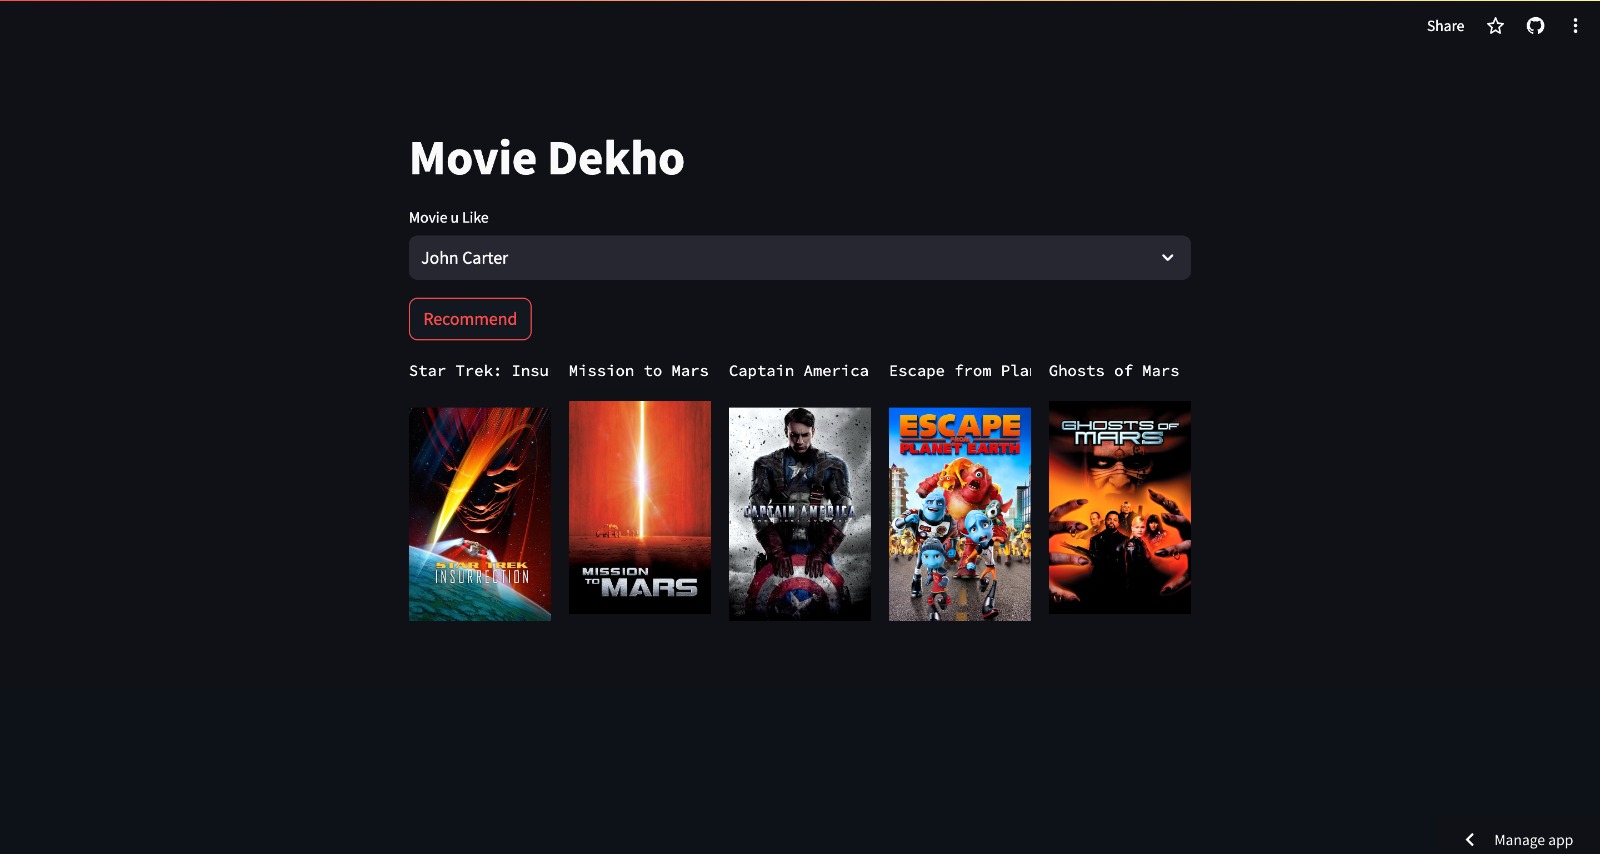 Share
Movie Dekho
Movie u Like
John Carter
Recommend
Star Trek: Insu
Mission to Mars
Captain America
Escape from Plan
Ghosts of Mars
STAR TREK
INSURRECTION
MISSION
TO MARS
CAPTAIN AMERICA
ESCAPE
FROM
PLANET EARTH
GHOSTS OF
MARS
Manage app